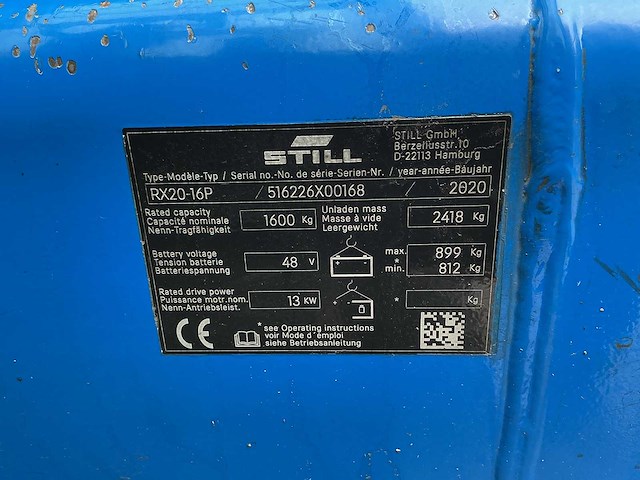 STILL
STILL GmbH
Berzeliusstr.10
D-22113 Hamburg
Type-Modèle-Typ / Serial no.-No. de série-Serien-Nr. / year-année-Baujahr
RX20-16P / 516226X00168 / 2020
Rated capacity
Capacité nominale
Nenn-Tragfähigkeit
1600 Kg
Unladen mass
Masse à vide
Leergewicht
2418 Kg
Battery voltage
Tension batterie
Batteriespannung
48 V
max. 899 Kg
*
min. 812 Kg
Rated drive power
Puissance motr.nom.
Nenn-Antriebsleist.
13 KW
* Kg
CE
*see Operating instructions
voir Mode d'emploi
siehe Betriebsanleitung